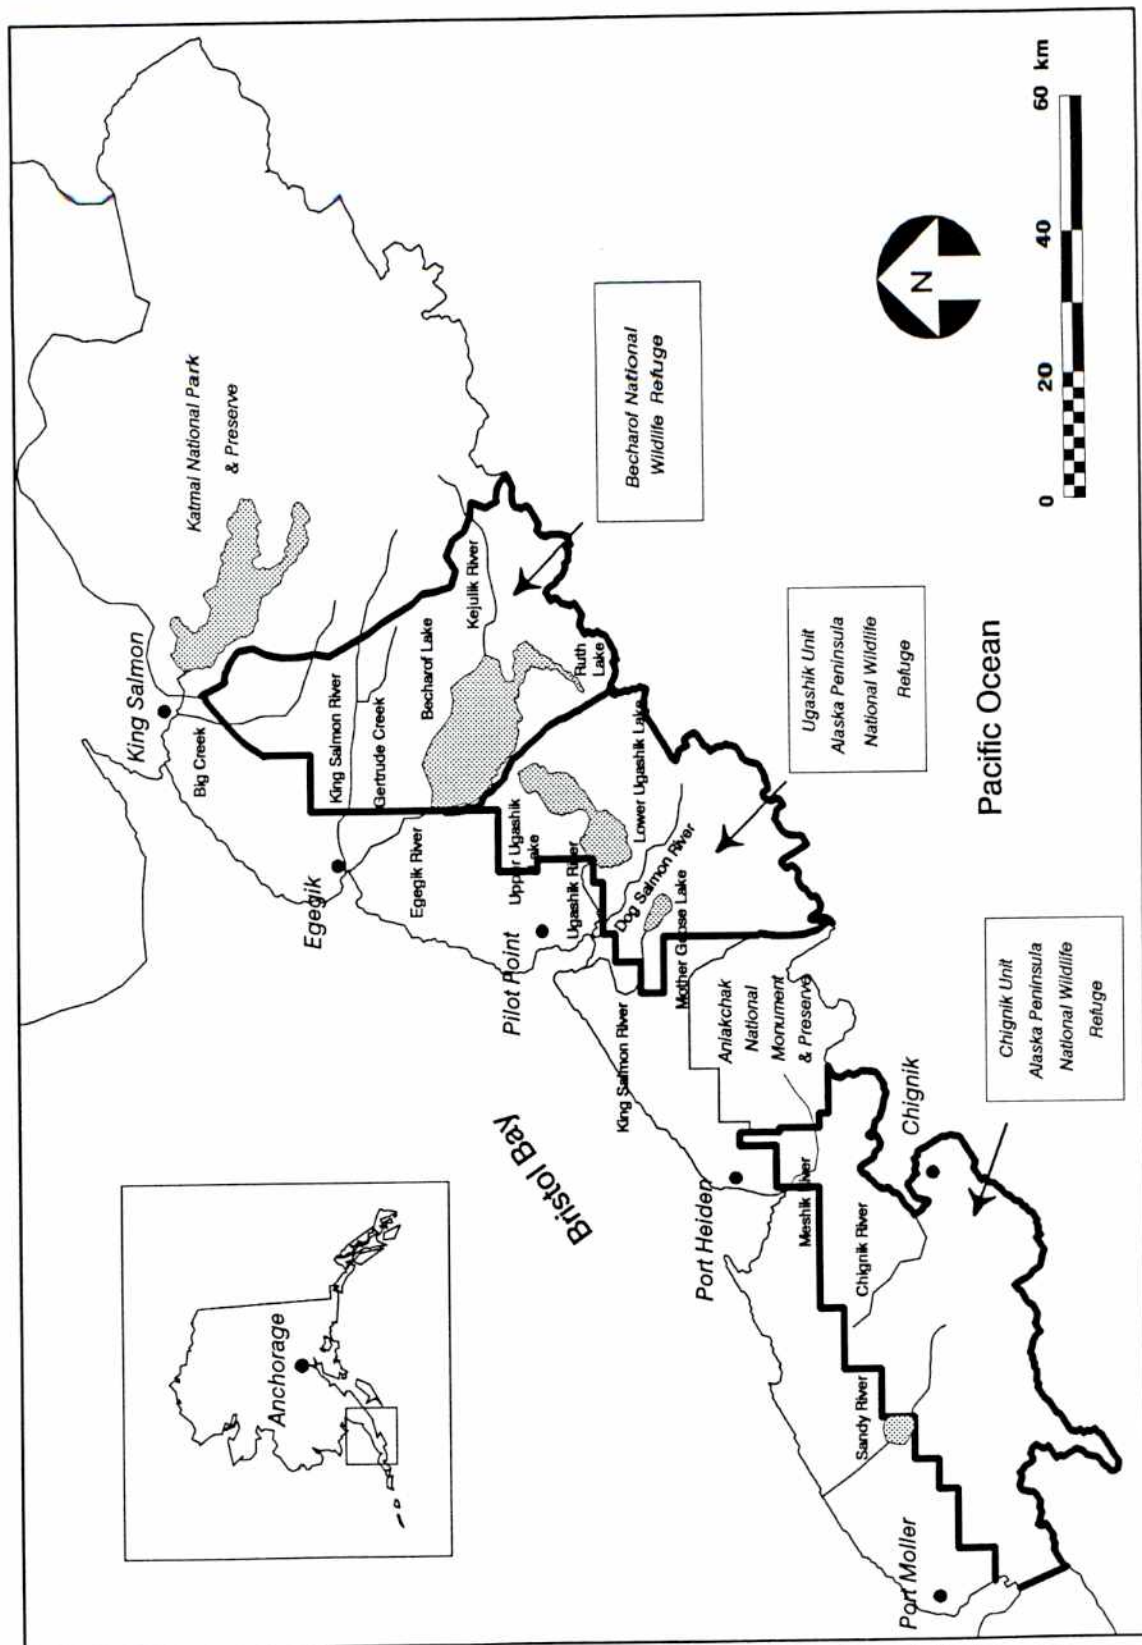 Katmai National Park
& Preserve
King Salmon
Big Creek
King Salmon River
Gertrude Creek
Becharof Lake
Kejulik River
Ruth
Lake
Becharof National
Wildlife Refuge
Egegik
Egegik River
Upper Ugashik
Lake
Ugashik River
Lower Ugashik Lake
Dog Salmon River
Mother Goose Lake
Pilot Point
King Salmon River
Ugashik Unit
Alaska Peninsula
National Wildlife
Refuge
Aniakchak
National
Monument
& Preserve
Bristol Bay
Pacific Ocean
Port Heiden
Meshik River
Chignik River
Chignik
Chignik Unit
Alaska Peninsula
National Wildlife
Refuge
Sandy River
Port Moller
Anchorage
N
0 20 40 60 km